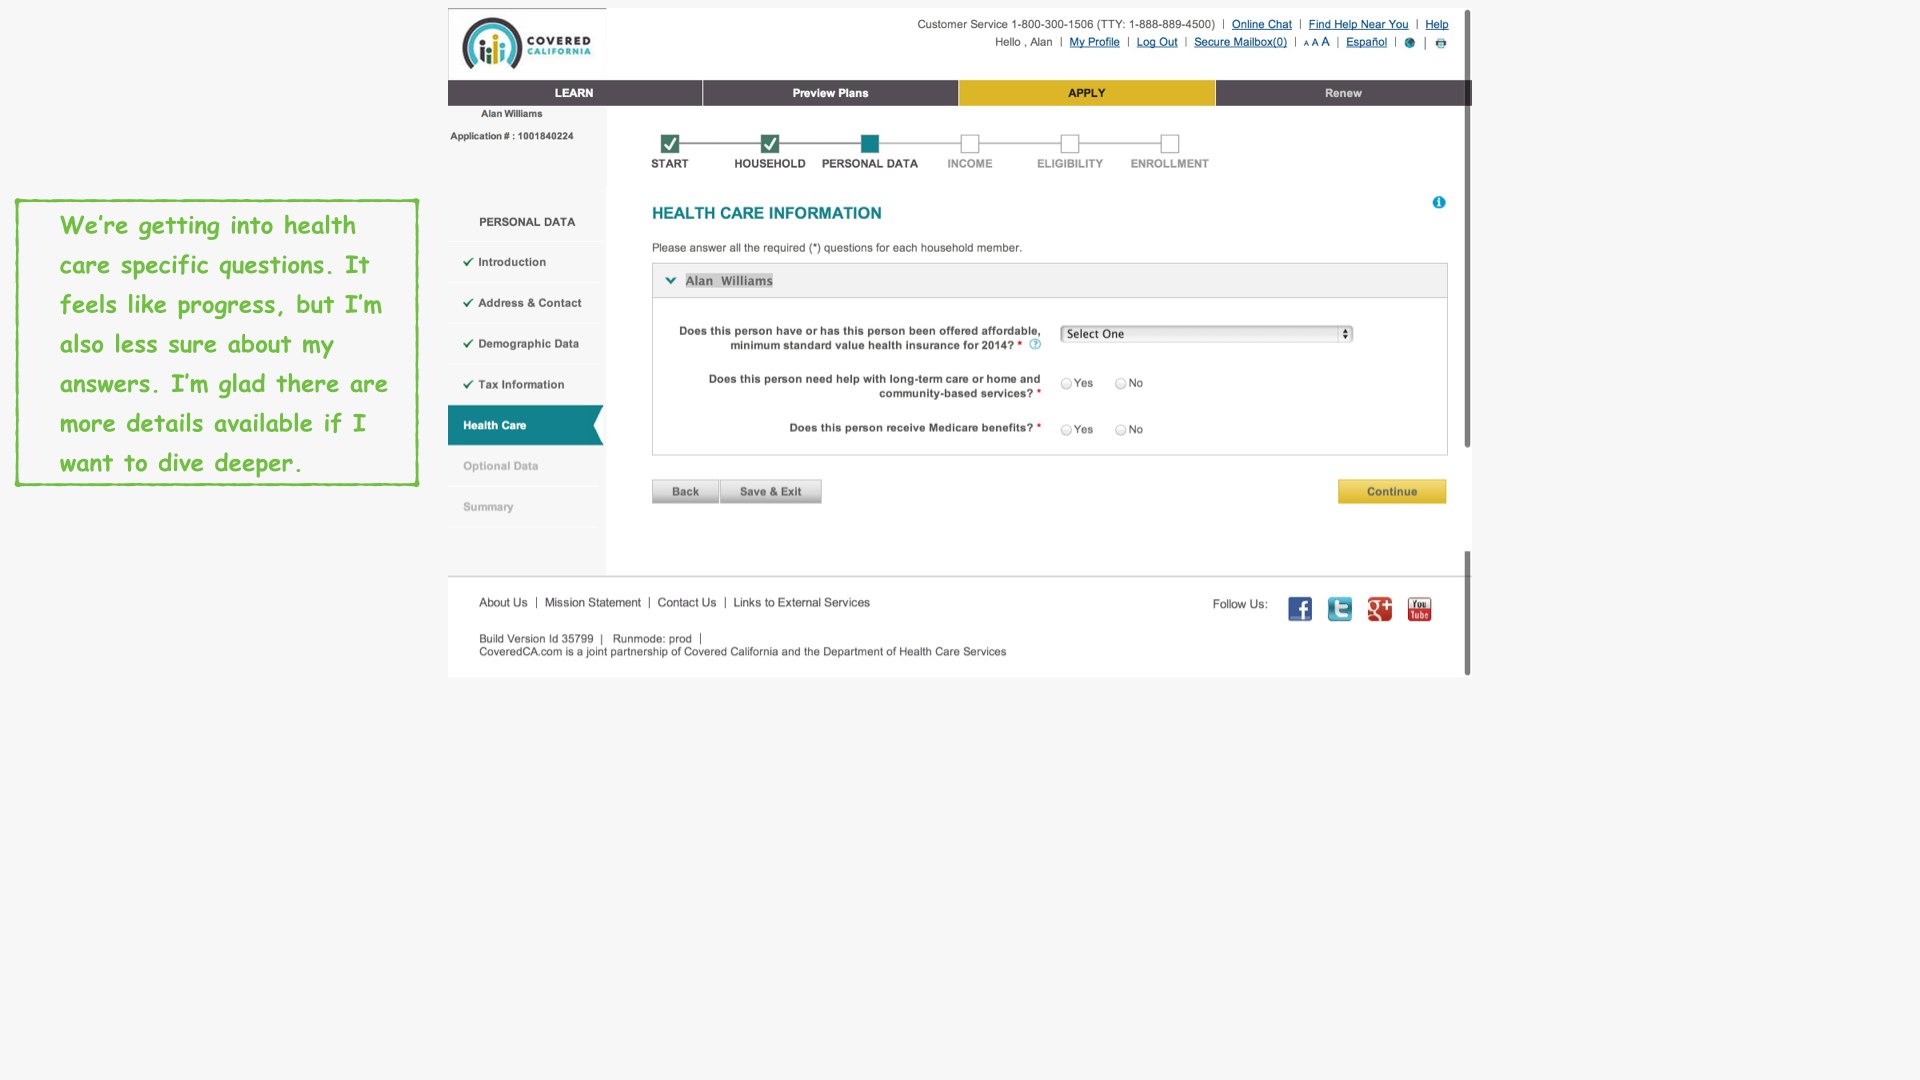 We're getting into health
care specific questions. It
feels like progress, but I'm
also less sure about my
answers. I'm glad there are
more details available if I
want to dive deeper.
COVERED
CALIFORNIA
Customer Service 1-800-300-1506 (TTY: 1-888-889-4500) | Online Chat | Find Help Near You | Help
Hello , Alan | My Profile | Log Out | Secure Mailbox(0) | A A A | Español |
LEARN
Preview Plans
APPLY
Renew
Alan Williams
Application # : 1001840224
START
HOUSEHOLD
PERSONAL DATA
INCOME
ELIGIBILITY
ENROLLMENT
PERSONAL DATA
Introduction
Address & Contact
Demographic Data
Tax Information
Health Care
Optional Data
Summary
HEALTH CARE INFORMATION
Please answer all the required (*) questions for each household member.
Alan Williams
Does this person have or has this person been offered affordable,
minimum standard value health insurance for 2014? *
Select One
Does this person need help with long-term care or home and
community-based services? *
Yes No
Does this person receive Medicare benefits? *
Yes No
Back
Save & Exit
Continue
About Us | Mission Statement | Contact Us | Links to External Services
Follow Us:
You
Tube
Build Version Id 35799 | Runmode: prod |
CoveredCA.com is a joint partnership of Covered California and the Department of Health Care Services